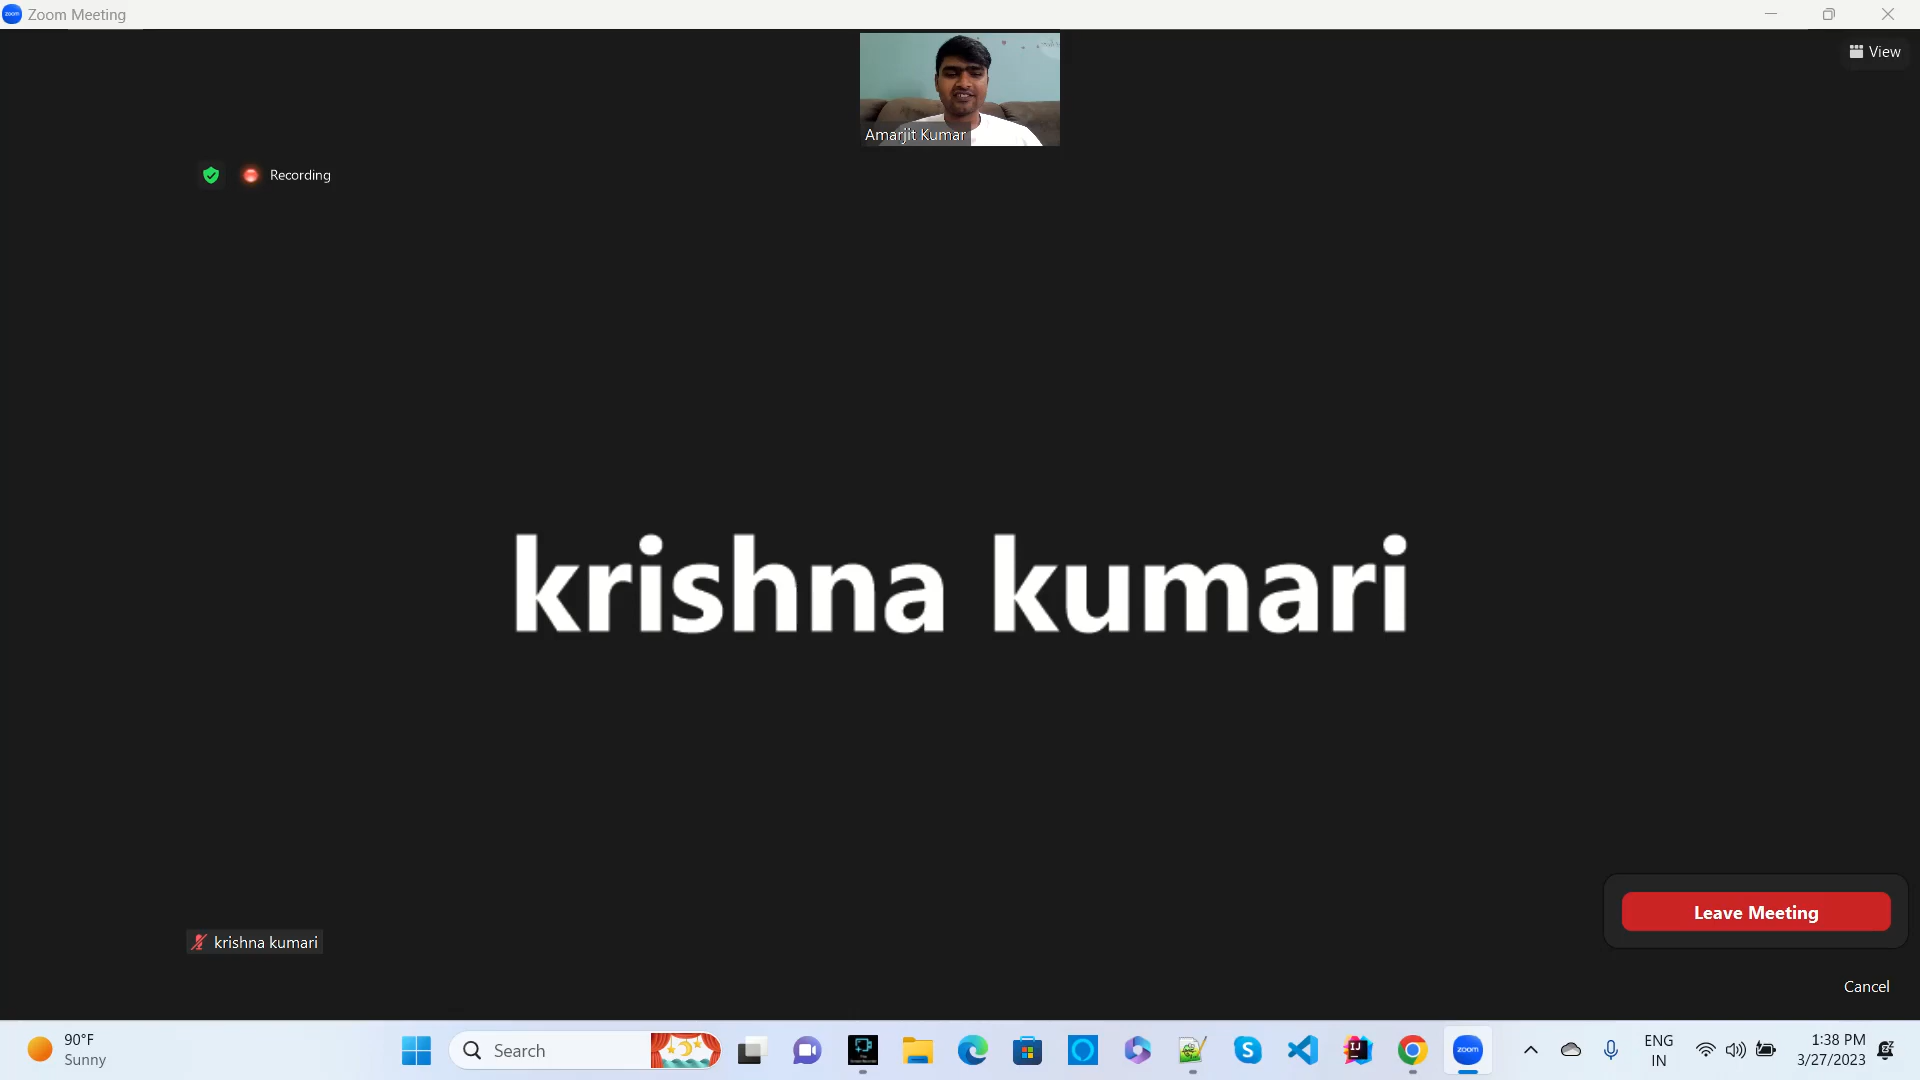 Zoom Meeting
View
Amarjit Kumar
Recording
krishna kumari
Leave Meeting
krishna kumari
Cancel
90°F
Sunny
Search
zoom
ENG
IN
1:38 PM
3/27/2023